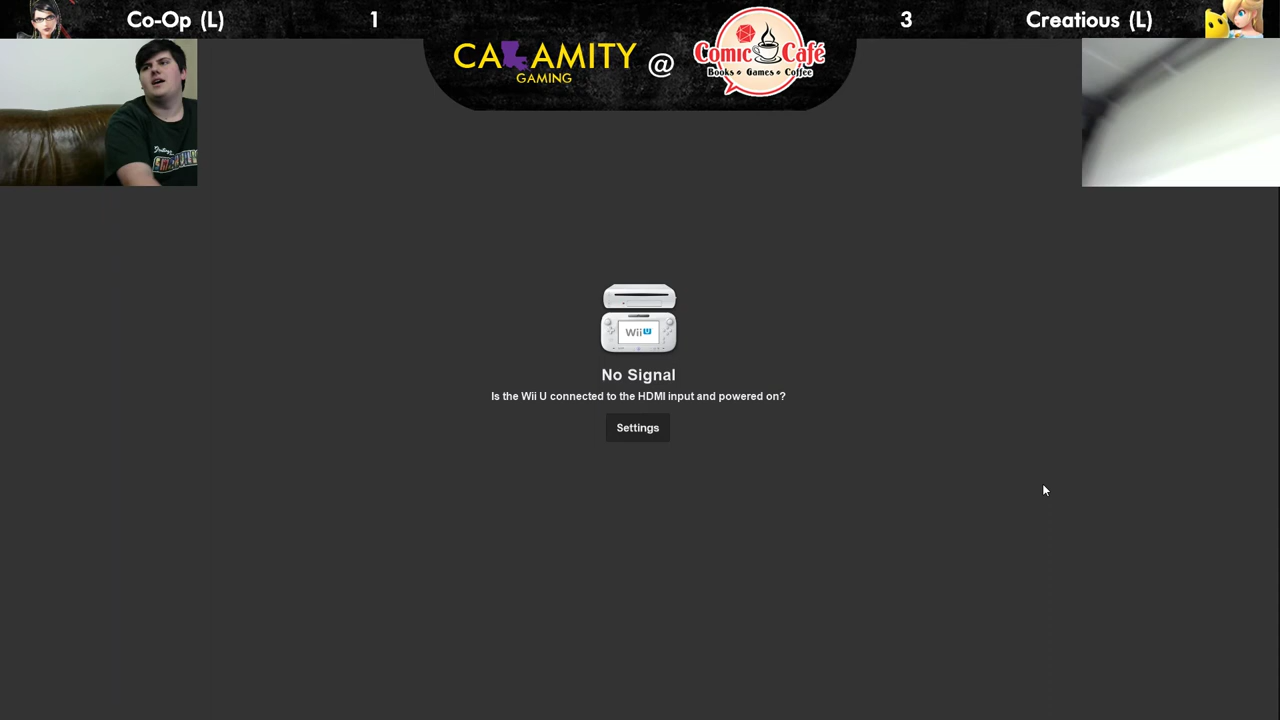 Co-Op (L)
1
3
Creatious (L)
CALAMITY
GAMING
@
Comic Café
Books • Games • Coffee
Wii U
No Signal
Is the Wii U connected to the HDMI input and powered on?
Settings